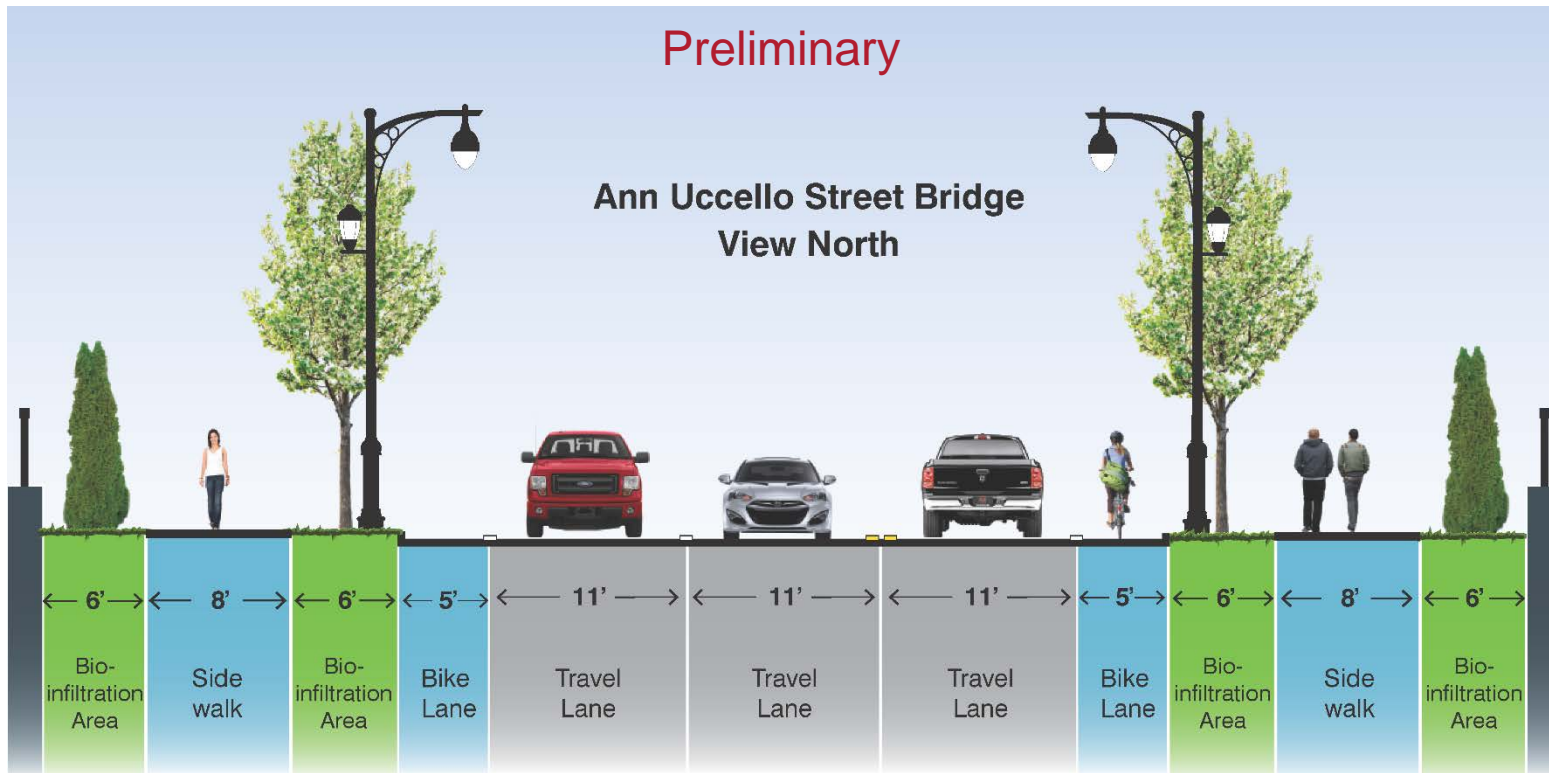 Preliminary
Ann Uccello Street Bridge
View North
6’
8’
6’
5’
11’
11’
11’
5’
6’
8’
6’
Bio-
infiltration
Area
Side
walk
Bio-
infiltration
Area
Bike
Lane
Travel
Lane
Travel
Lane
Travel
Lane
Bike
Lane
Bio-
infiltration
Area
Side
walk
Bio-
infiltration
Area